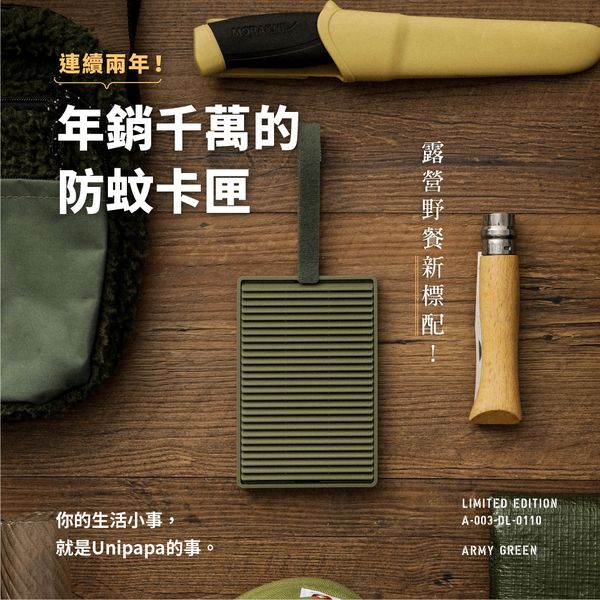 連續兩年！
年銷千萬的
防蚊卡匣
露營野餐新標配！
你的生活小事，
就是Unipapa的事。
LIMITED EDITION
A-003-DL-0110
ARMY GREEN
MORAKNIV